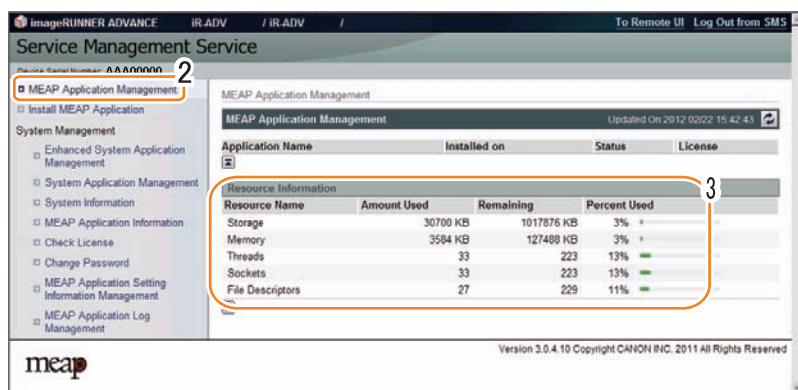 imageRUNNER ADVANCE iR-ADV / iR-ADV / To Remote UI Log Out from SMS
Service Management Service
Device Serial Number: AAA00000
2
MEAP Application Management
Install MEAP Application
System Management
Enhanced System Application
Management
System Application Management
System Information
MEAP Application Information
Check License
Change Password
MEAP Application Setting
Information Management
MEAP Application Log
Management
MEAP Application Management
MEAP Application Management Updated On:2012 02/22 15:42:43
Application Name Installed on Status License
3
Resource Information
Resource Name Amount Used Remaining Percent Used
Storage 30700 KB 1017876 KB 3%
Memory 3584 KB 127488 KB 3%
Threads 33 223 13%
Sockets 33 223 13%
File Descriptors 27 229 11%
meap
Version 3.0.4.10 Copyright CANON INC. 2011 All Rights Reserved